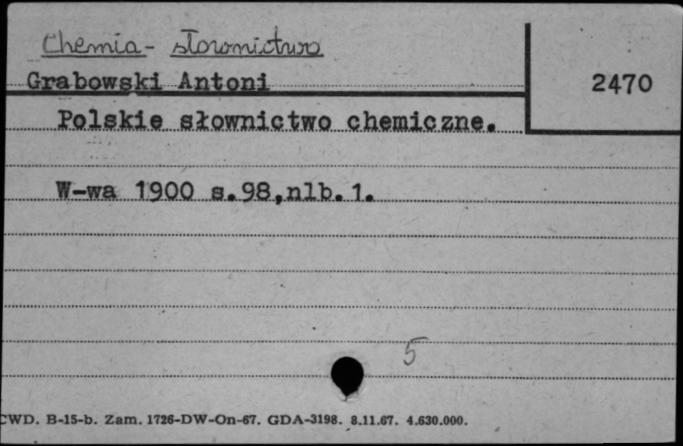 Chemia - słownictwo
Grabowski Antoni
2470
Polskie słownictwo chemiczne.
W-wa 1900 s.98,nlb.1.
5
CWD. B-15-b. Zam. 1726-DW-On-67. GDA-3198. 8.11.67. 4.630.000.